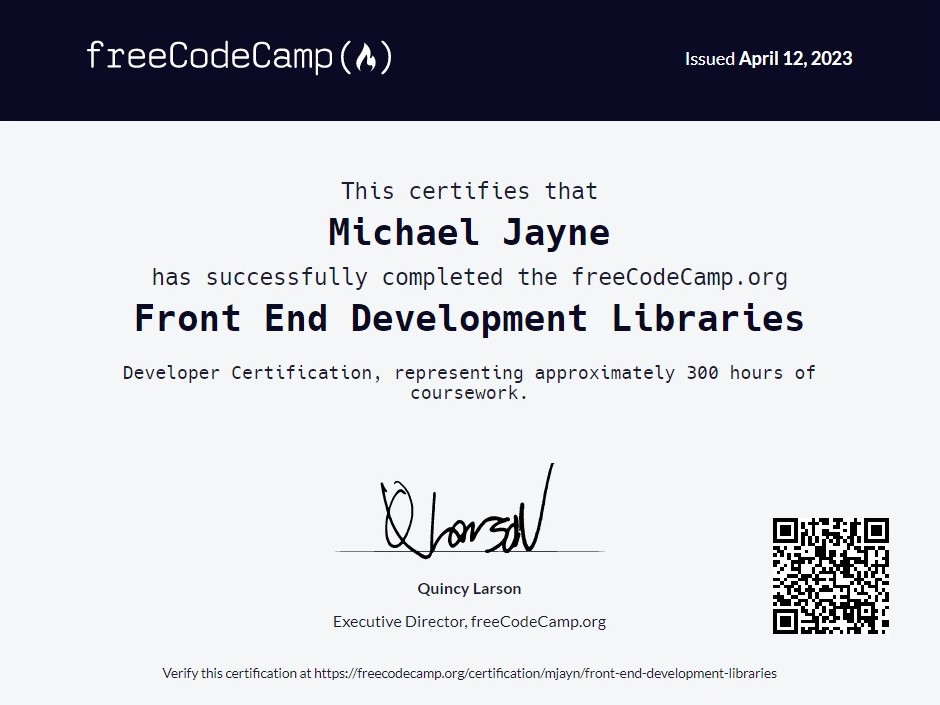 freeCodeCamp
Issued April 12, 2023
This certifies that
Michael Jayne
has successfully completed the freeCodeCamp.org
Front End Development Libraries
Developer Certification, representing approximately 300 hours of
coursework.
Q Larson
Quincy Larson
Executive Director, freeCodeCamp.org
Verify this certification at https://freecodecamp.org/certification/mjayn/front-end-development-libraries